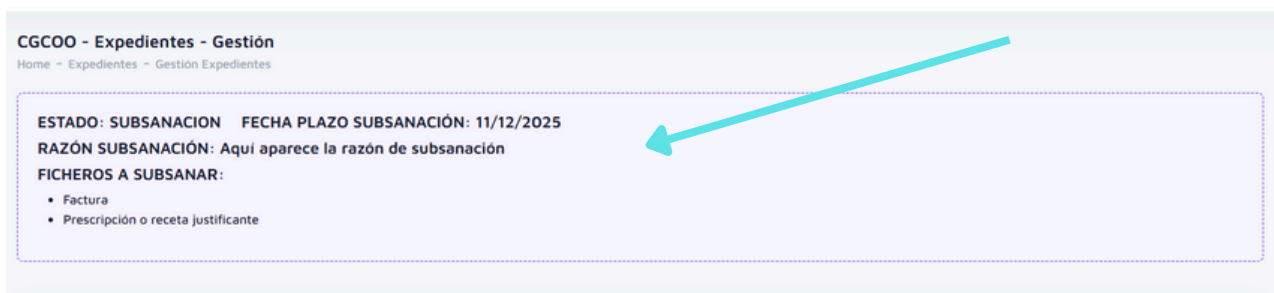 CGCOO - Expedientes - Gestión
Home - Expedientes - Gestión Expedientes
ESTADO: SUBSANACION FECHA PLAZO SUBSANACIÓN: 11/12/2025
RAZÓN SUBSANACIÓN: Aquí aparece la razón de subsanación
FICHEROS A SUBSANAR:
• Factura
• Prescripción o receta justificante